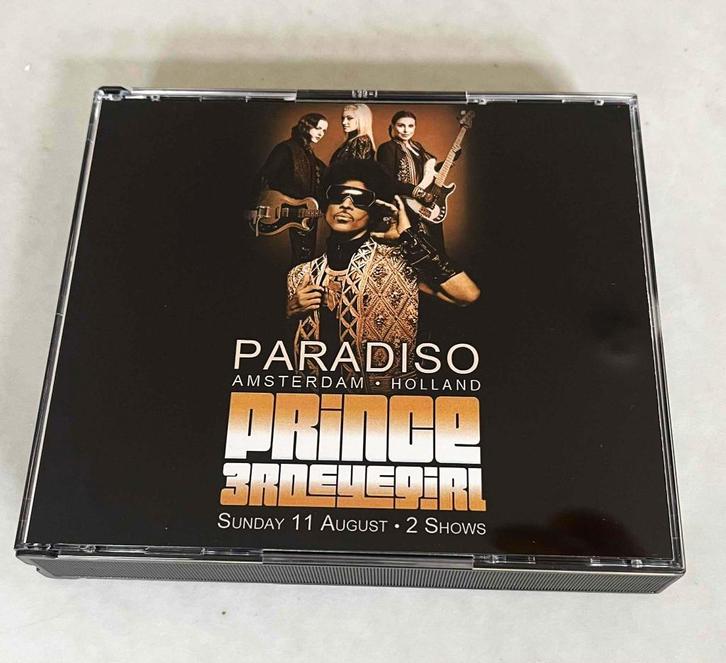 PARADISO
AMSTERDAM • HOLLAND
PRINCE
3RDEYEGIRL
SUNDAY 11 AUGUST • 2 SHOWS